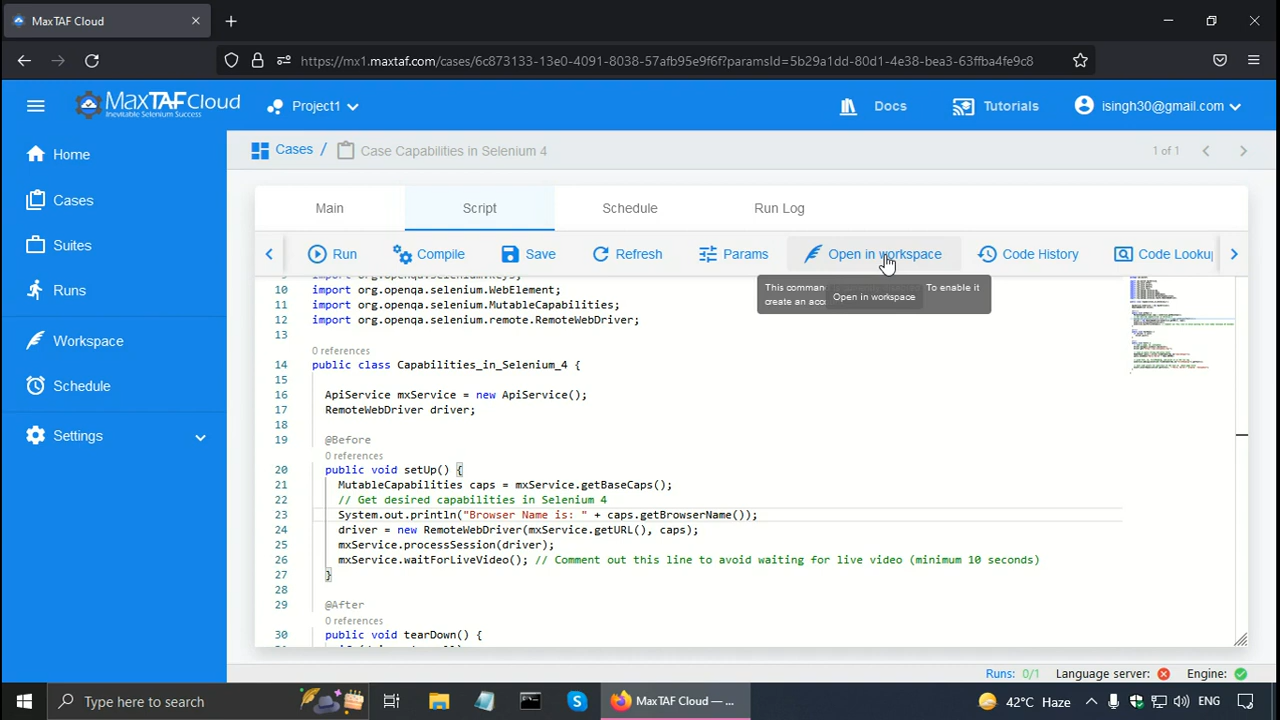 MaxTAF Cloud
https://mx1.maxtaf.com/cases/6c873133-13e0-4091-8038-57afb95e9f6f?paramsId=5b29a1dd-80d1-4e38-bea3-63ffba4fe9c8
MaxTAFCloud
Inevitable Selenium Success
Project1
Docs
Tutorials
isingh30@gmail.com
Home
Cases
Suites
Runs
Workspace
Schedule
Settings
Cases / Case Capabilities in Selenium 4
1 of 1
Main Script Schedule Run Log
Run Compile Save Refresh Params Open in workspace Code History Code Looku
This comman To enable it
create an acc
Open in workspace
import org.openqa.selenium.Keys;
10 import org.openqa.selenium.WebElement;
11 import org.openqa.selenium.MutableCapabilities;
12 import org.openqa.selenium.remote.RemoteWebDriver;
13
0 references
14 public class Capabilities_in_Selenium_4 {
15
16 ApiService mxService = new ApiService();
17 RemoteWebDriver driver;
18
19 @Before
0 references
20 public void setUp() {
21 MutableCapabilities caps = mxService.getBaseCaps();
22 // Get desired capabilities in Selenium 4
23 System.out.println("Browser Name is: " + caps.getBrowserName());
24 driver = new RemoteWebDriver(mxService.getURL(), caps);
25 mxService.processSession(driver);
26 mxService.waitForLiveVideo(); // Comment out this line to avoid waiting for live video (minimum 10 seconds)
27 }
28
29 @After
0 references
30 public void tearDown() {
Runs: 0/1 Language server: Engine:
Type here to search
MaxTAF Cloud — ...
42°C Haze
ENG